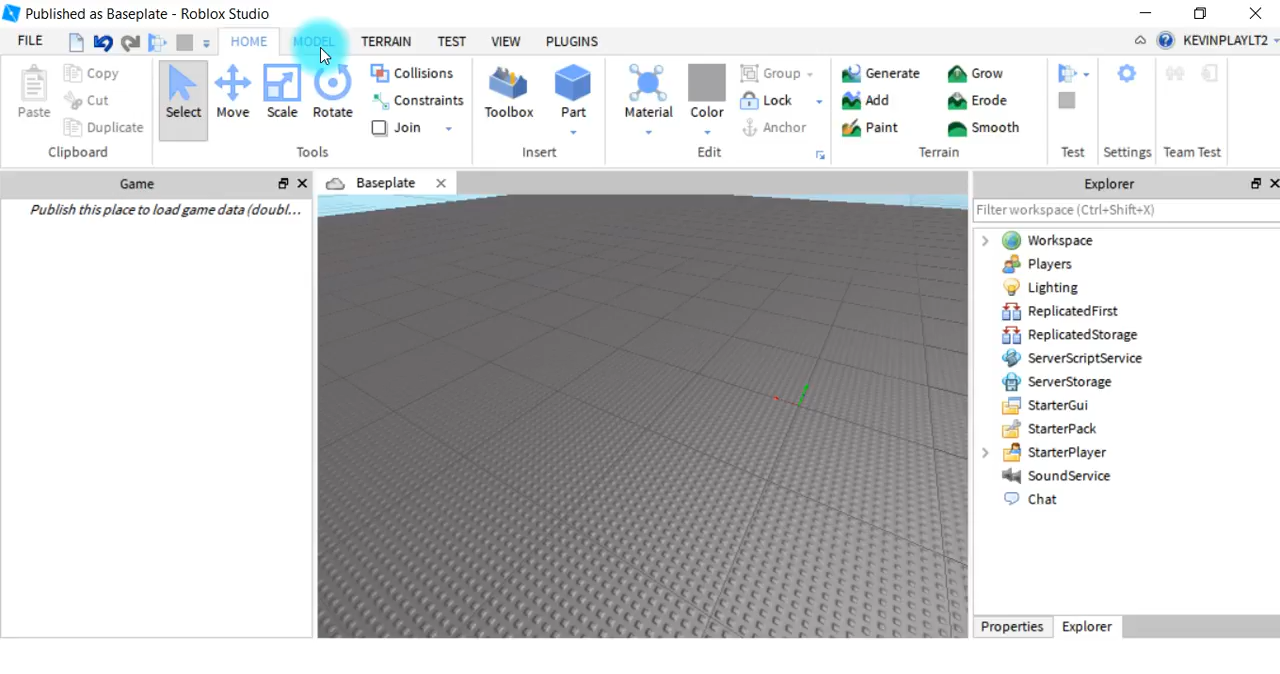 Published as Baseplate - Roblox Studio
FILE HOME MODEL TERRAIN TEST VIEW PLUGINS KEVINPLAYLT2
Paste Copy Cut Duplicate
Clipboard
Select Move Scale Rotate Collisions Constraints Join
Tools
Toolbox Part
Insert
Material Color Group Lock Anchor
Edit
Generate Grow
Add Erode
Paint Smooth
Terrain
Test Settings Team Test
Game
Publish this place to load game data (doubl...
Baseplate
Explorer
Filter workspace (Ctrl+Shift+X)
Workspace
Players
Lighting
ReplicatedFirst
ReplicatedStorage
ServerScriptService
ServerStorage
StarterGui
StarterPack
StarterPlayer
SoundService
Chat
Properties Explorer